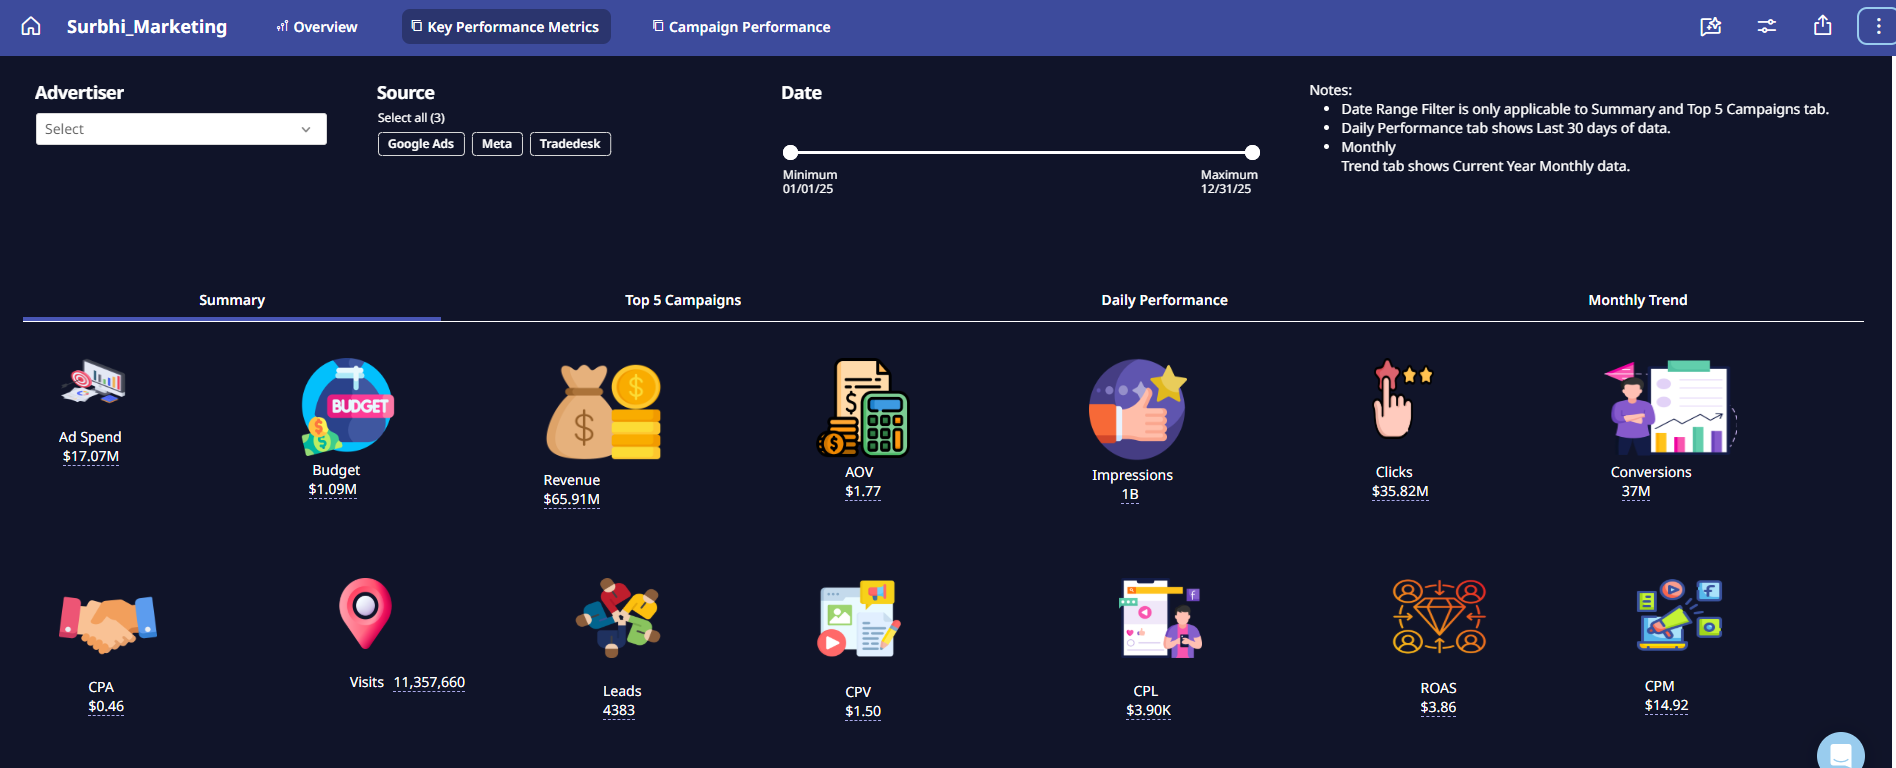 Surbhi_Marketing
Overview
Key Performance Metrics
Campaign Performance
Advertiser
Select
Source
Select all (3)
Google Ads
Meta
Tradedesk
Date
Minimum
01/01/25
Maximum
12/31/25
Notes:
Date Range Filter is only applicable to Summary and Top 5 Campaigns tab.
Daily Performance tab shows Last 30 days of data.
Monthly
Trend tab shows Current Year Monthly data.
Summary
Top 5 Campaigns
Daily Performance
Monthly Trend
BUDGET
Ad Spend
$17.07M
Budget
$1.09M
Revenue
$65.91M
AOV
$1.77
Impressions
1B
Clicks
$35.82M
Conversions
37M
CPA
$0.46
Visits 11,357,660
Leads
4383
CPV
$1.50
CPL
$3.90K
ROAS
$3.86
CPM
$14.92